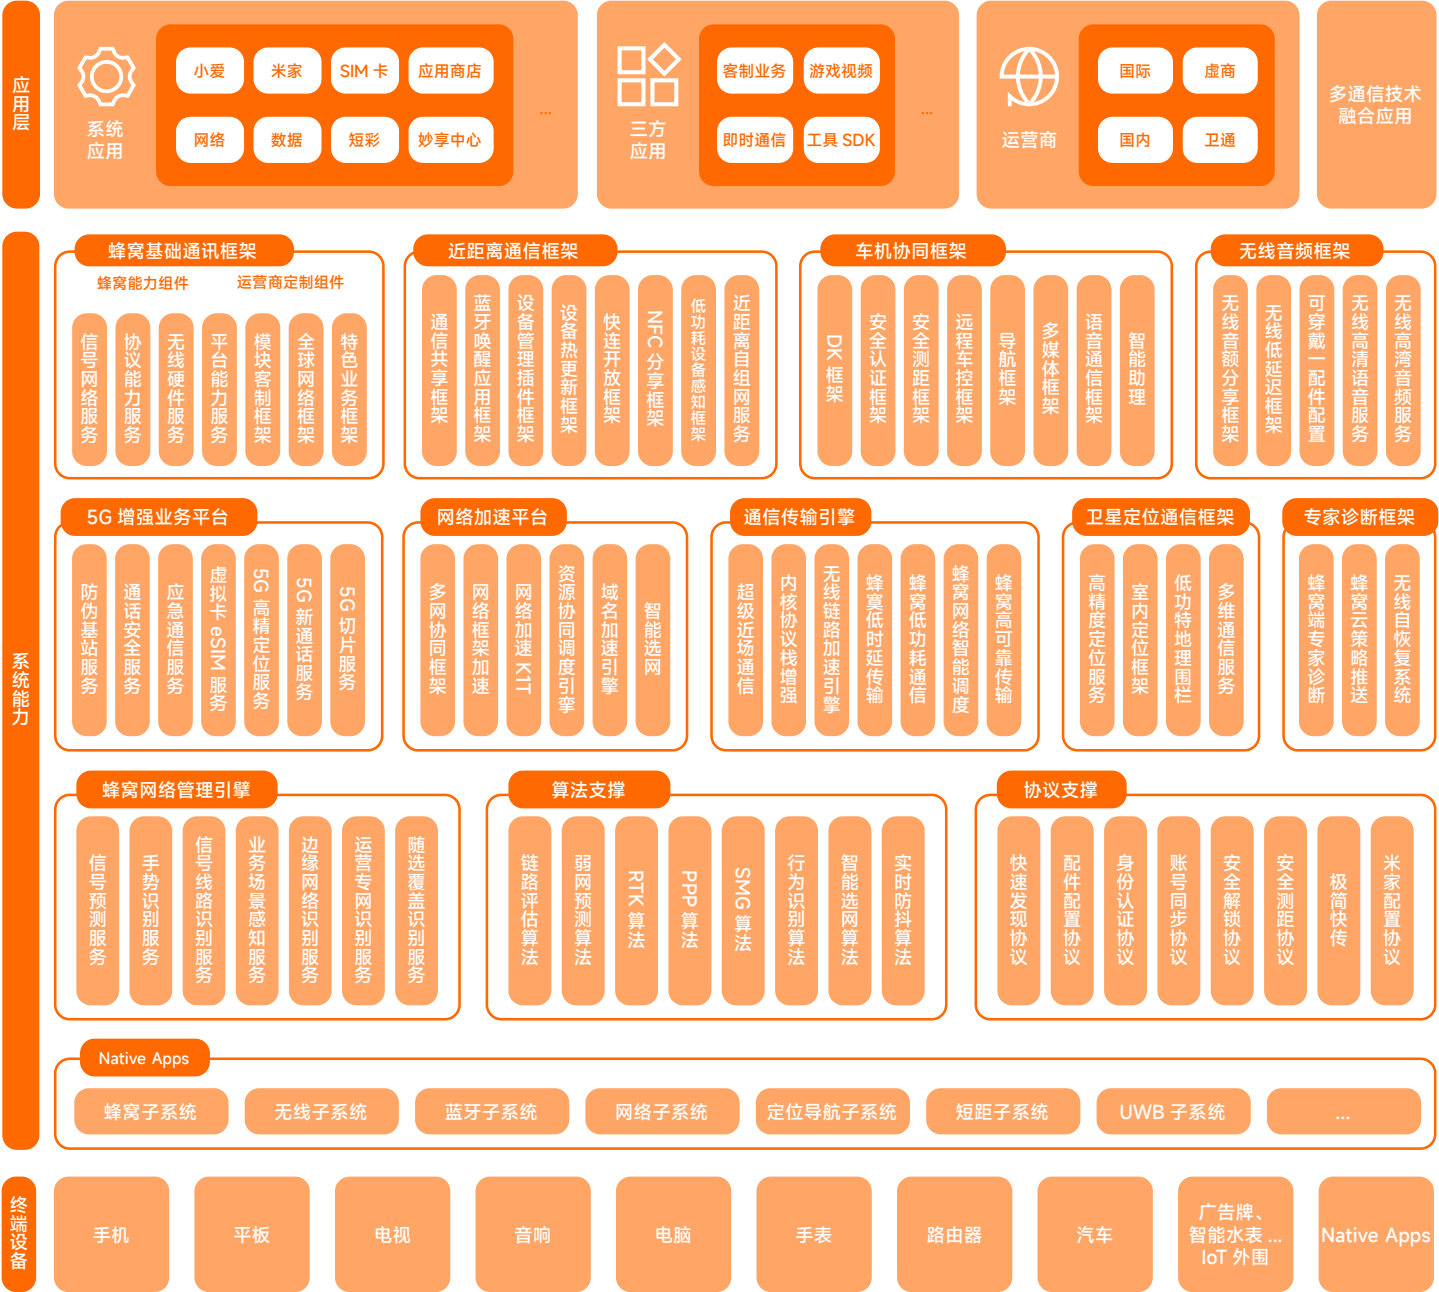 应用层
系统
应用
小爱
米家
SIM 卡
应用商店
网络
数据
短彩
妙享中心
...
三方
应用
客制业务
游戏视频
即时通信
工具 SDK
...
运营商
国际
虚商
国内
卫通
多通信技术
融合应用
系统能力
蜂窝基础通讯框架
蜂窝能力组件
运营商定制组件
信号网络服务
协议能力服务
无线硬件服务
平台能力服务
模块客制框架
全球网络框架
特色业务框架
近距离通信框架
通信共享框架
蓝牙唤醒应用框架
设备管理插件框架
设备热更新框架
快连开放框架
NFC 分享框架
低功耗设备感知框架
近距离自组网服务
车机协同框架
DK 框架
安全认证框架
安全测距框架
远程车控框架
导航框架
多媒体框架
语音通信框架
智能助理
无线音频框架
无线音额分享框架
无线低延迟框架
可穿戴一配件配置
无线高清语音服务
无线高湾音频服务
5G 增强业务平台
防伪基站服务
通话安全服务
应急通信服务
虚拟卡 eSIM 服务
5G 高精定位服务
5G 新通话服务
5G 切片服务
网络加速平台
多网协同框架
网络框架加速
网络加速 K1T
资源协同调度引挛
域名加速引擎
智能选网
通信传输引擎
超级近场通信
内核协议栈增强
无线链路加速引擎
蜂寞低时延传输
蜂窝低功耗通信
蜂窝网络智能调度
蜂窝高可靠传输
卫星定位通信框架
高精度定位服务
室内定位框架
低功特地理围栏
多维通信服务
专家诊断框架
蜂窝端专家诊断
蜂窝云策略推送
无线自恢复系统
蜂窝网络管理引擘
信号预测服务
手势识别服务
信号线路识别服务
业务场景感知服务
边缘网络识别服务
运营专网识别服务
随选覆盖识别服务
算法支撑
链路评估算法
弱网预测算法
RTK 算法
PPP 算法
SMG 算法
行为识别算法
智能选网算法
实时防抖算法
协议支撑
快速发现协议
配件配置协议
身份认证协议
账号同步协议
安全解锁协议
安全测距协议
极简快传
米家配置协议
Native Apps
蜂窝子系统
无线子系统
蓝牙子系统
网络子系统
定位导航子系统
短距子系统
UWB 子系统
...
终端设备
手机
平板
电视
音响
电脑
手表
路由器
汽车
广告牌、
智能水表 ...
IoT 外围
Native Apps